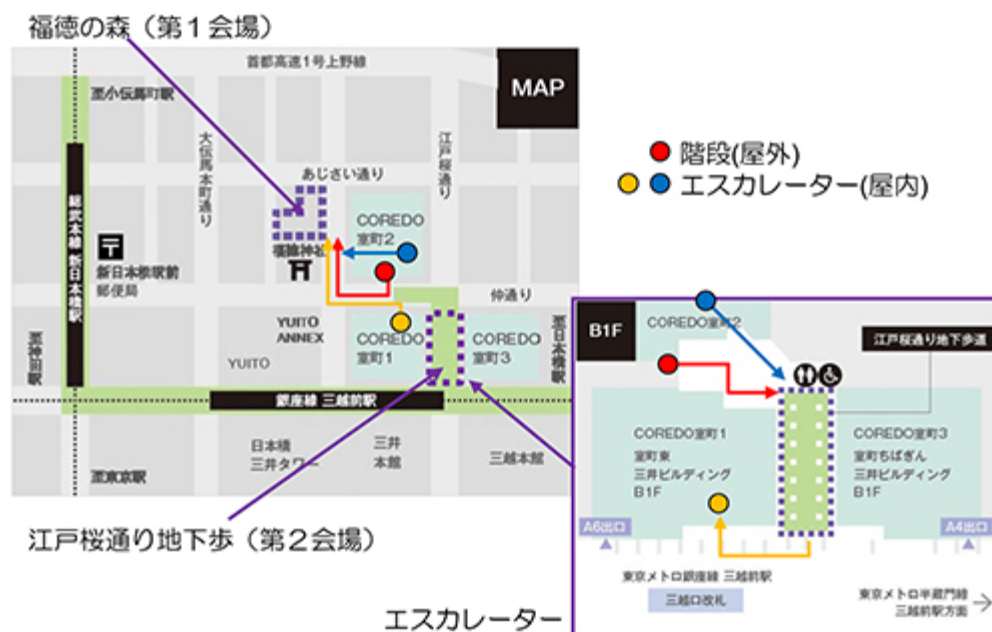 福徳の森（第１会場）
首都高速1号上野線
MAP
至小伝馬町駅
大伝馬本町通り
江戸桜通り
あじさい通り
階段(屋外)
エスカレーター(屋内)
COREDO
室町2
福徳神社
総武本線 新日本橋駅
新日本橋駅前
郵便局
仲通り
YUITO
ANNEX
COREDO
室町1
COREDO
室町3
YUITO
至神田駅
至日本橋駅
銀座線 三越前駅
日本橋
三井タワー
三井
本館
三越本館
至東京駅
江戸桜通り地下歩（第２会場）
エスカレーター
B1F
COREDO室町2
江戸桜通り地下歩道
COREDO室町1
室町東
三井ビルディング
B1F
COREDO室町3
室町ちばぎん
三井ビルディング
B1F
A6出口
A4出口
東京メトロ銀座線 三越前駅
三越口改札
東京メトロ半蔵門線
三越前駅方面